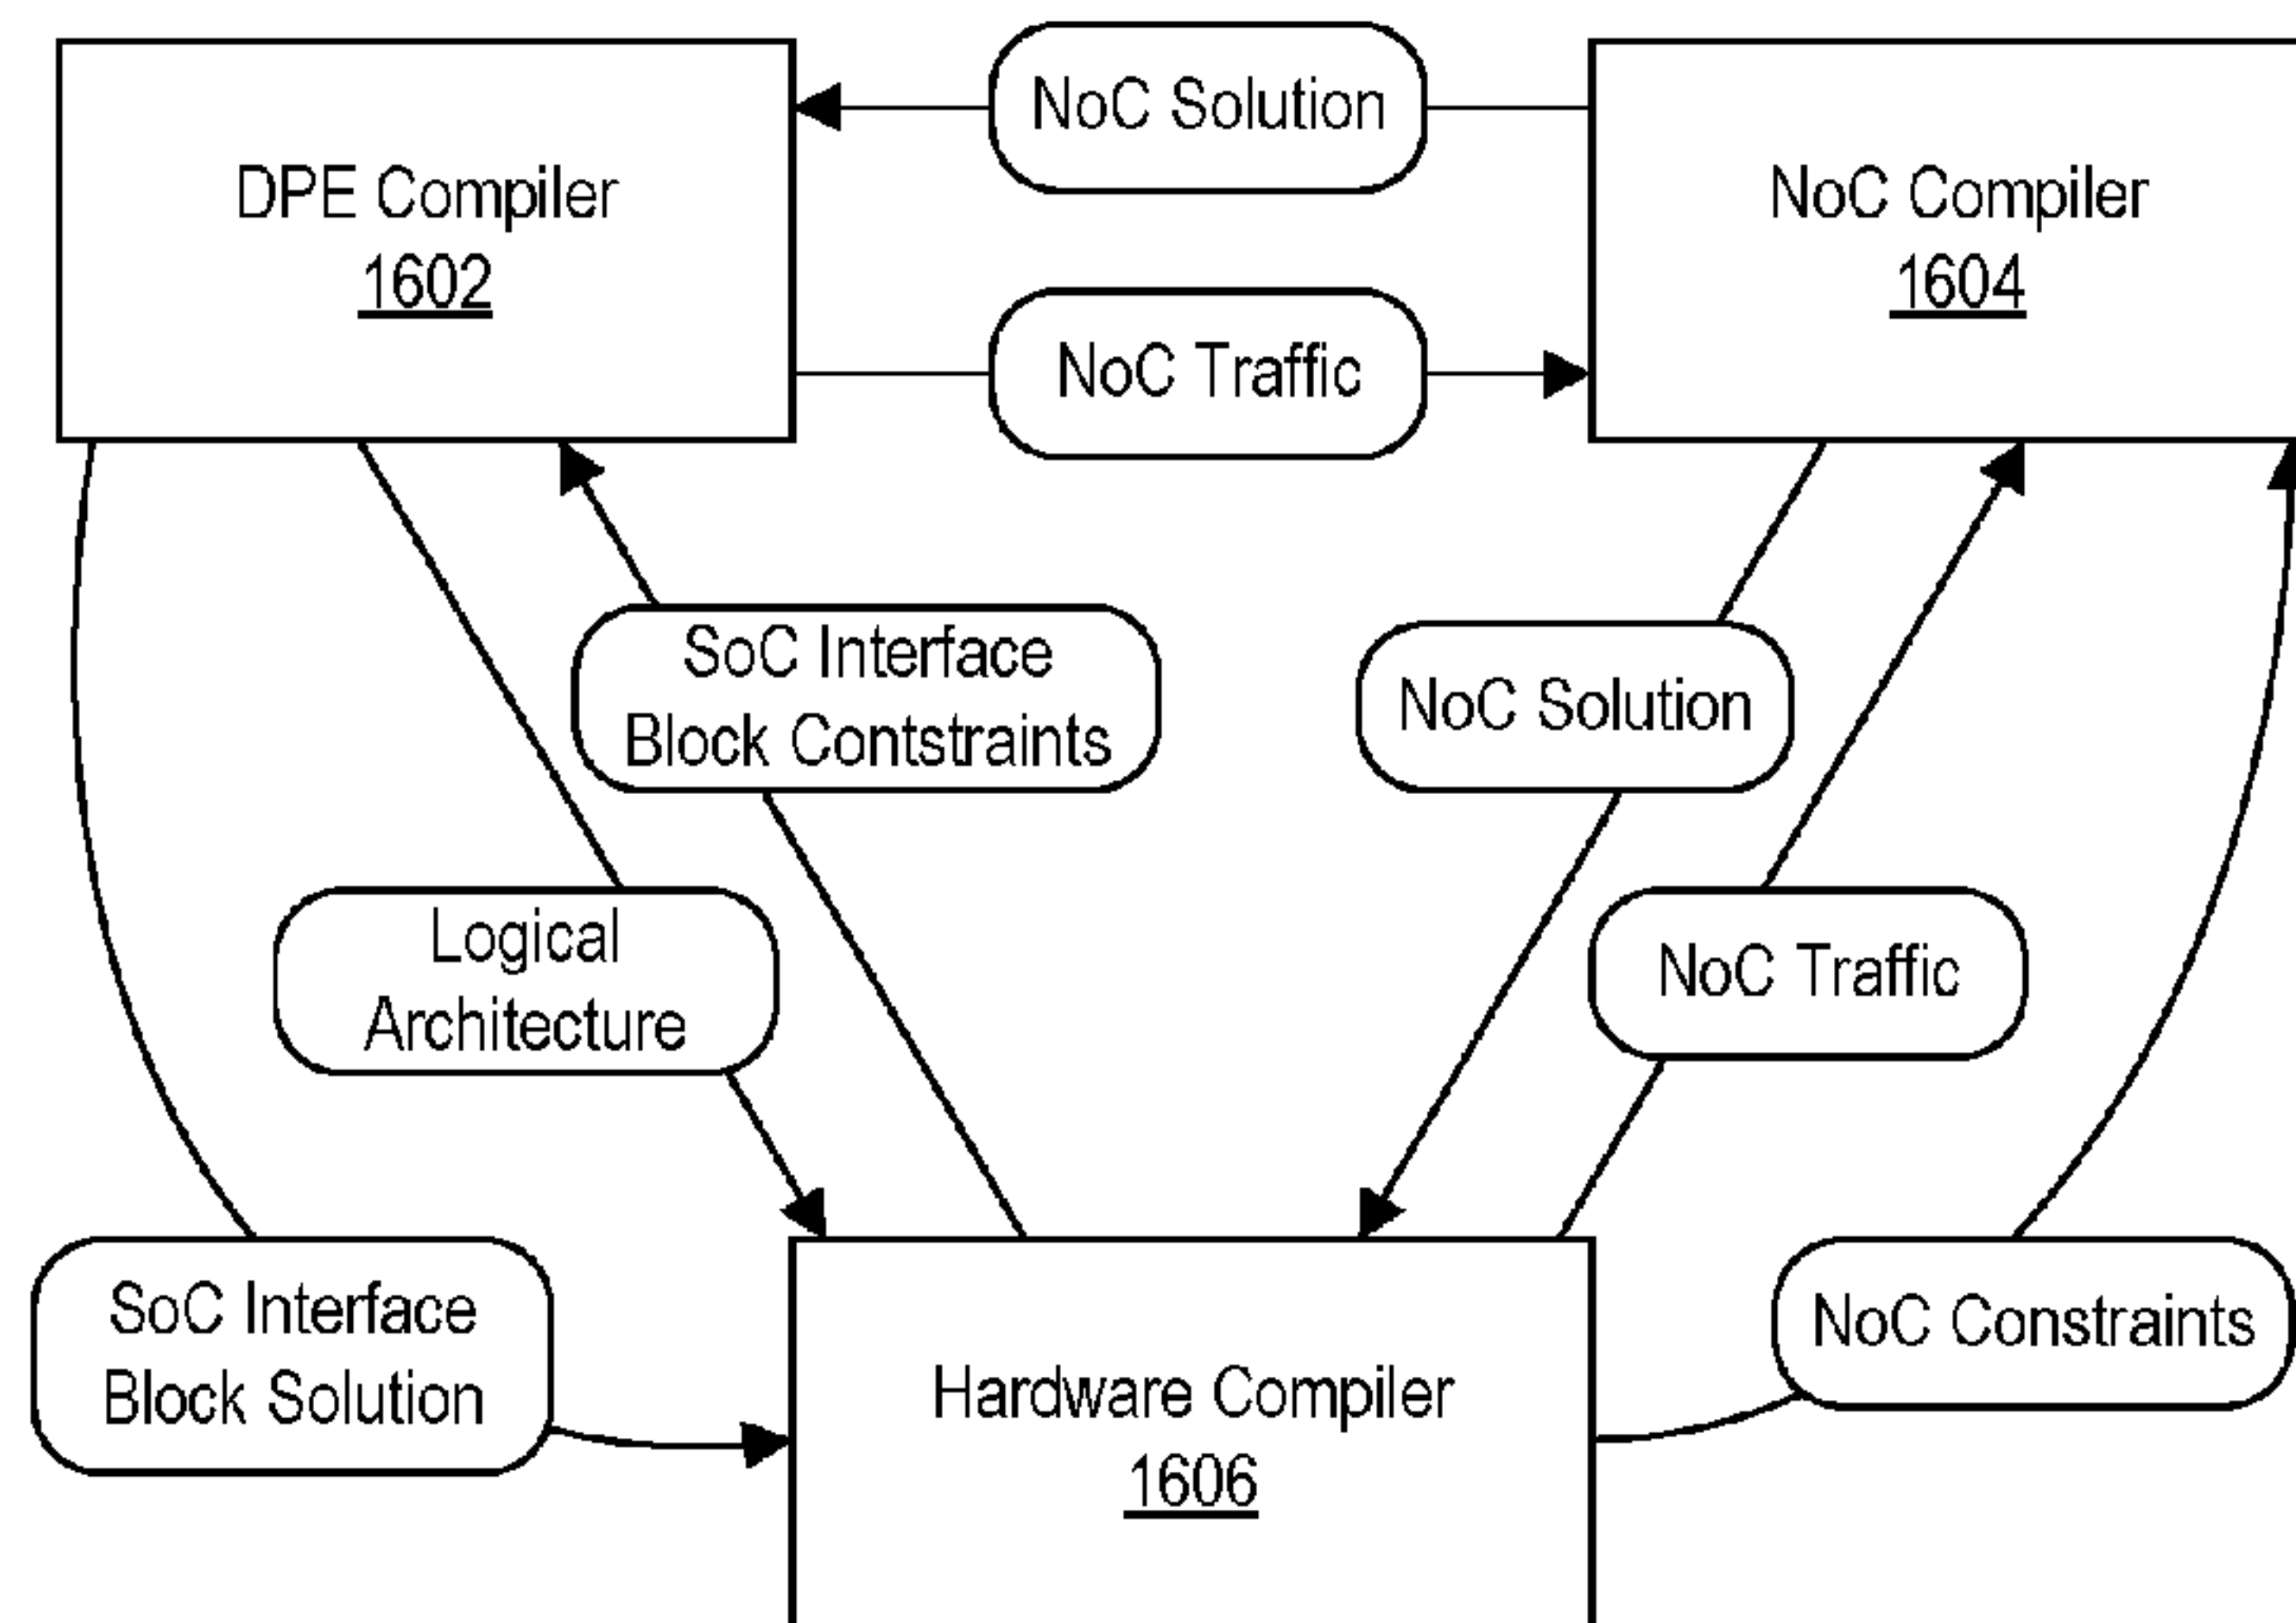 NoC Solution
DPE Compiler
1602
NoC Compiler
1604
NoC Traffic
SoC Interface
Block Contstraints
NoC Solution
Logical
Architecture
NoC Traffic
SoC Interface
Block Solution
Hardware Compiler
1606
NoC Constraints